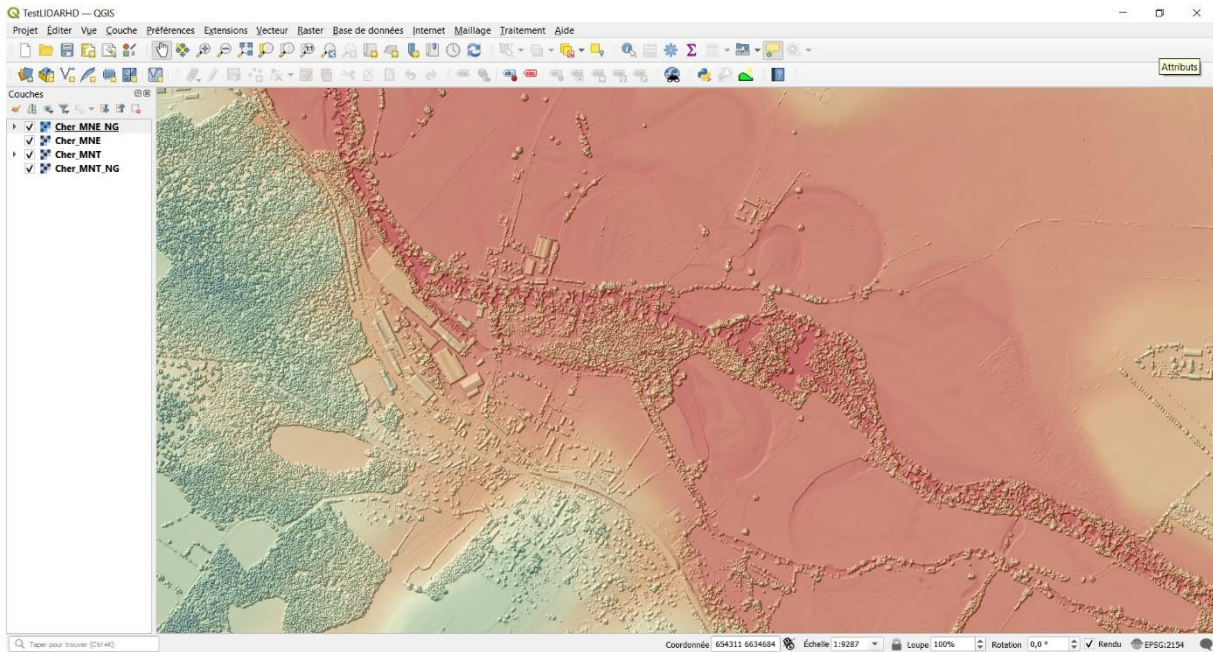 TestLIDARHD — QGIS
Projet Éditer Vue Couche Préférences Extensions Vecteur Raster Base de données Internet Maillage Traitement Aide
Attributs
Couches
Cher_MNE_NG
Cher_MNE
Cher_MNT
Cher_MNT_NG
Taper pour trouver (Ctrl+K) Coordonnée 654311 6634684 Échelle 1:9287 Loupe 100% Rotation 0,0 ° Rendu EPSG:2154